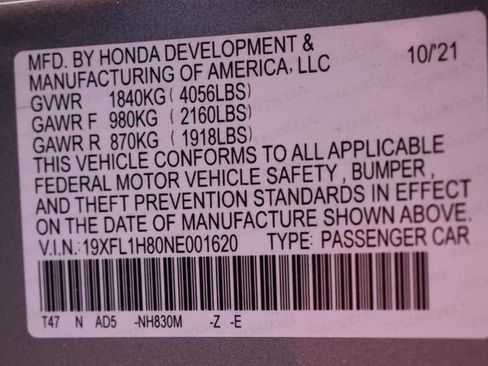 MFD. BY HONDA DEVELOPMENT &
MANUFACTURING OF AMERICA, LLC 10/'21
GVWR 1840KG (4056LBS)
GAWR F 980KG (2160LBS)
GAWR R 870KG (1918LBS)
THIS VEHICLE CONFORMS TO ALL APPLICABLE
FEDERAL MOTOR VEHICLE SAFETY, BUMPER,
AND THEFT PREVENTION STANDARDS IN EFFECT
ON THE DATE OF MANUFACTURE SHOWN ABOVE.
V.I.N.: 19XFL1H80NE001620 TYPE: PASSENGER CAR
T47 N AD5 -NH830M -Z -E